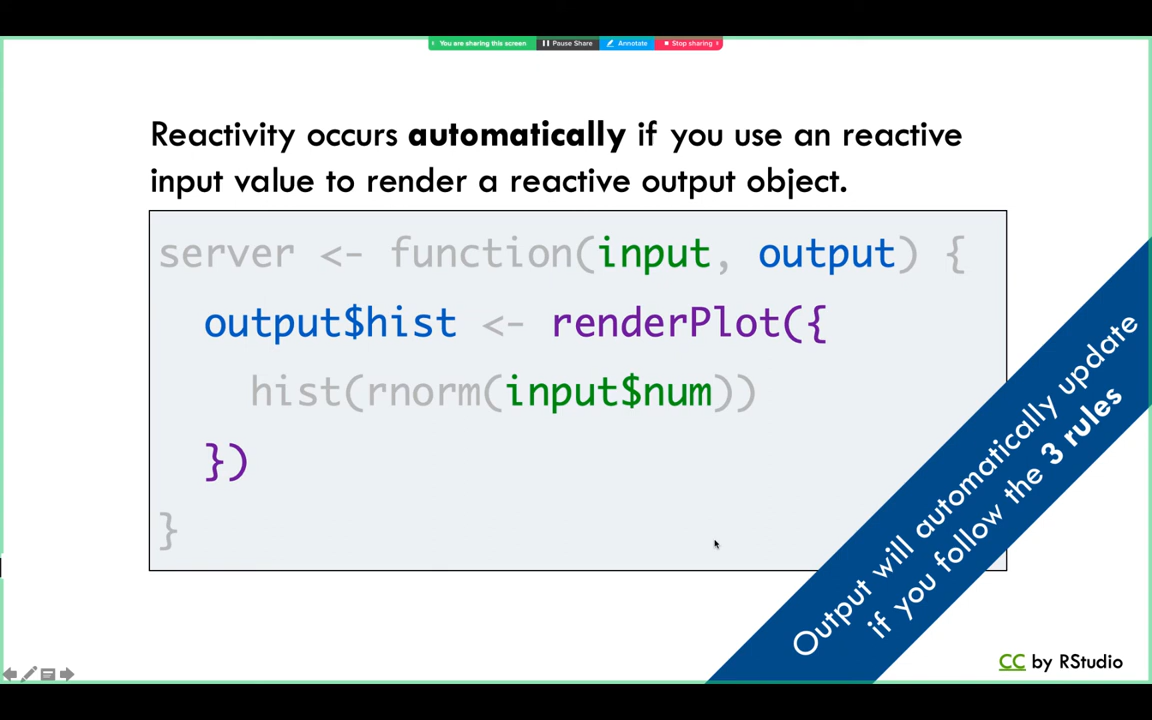 You are sharing this screen
Pause Share
Annotate
Stop sharing
Reactivity occurs automatically if you use an reactive
input value to render a reactive output object.
server <- function(input, output) {
output$hist <- renderPlot({
hist(rnorm(input$num))
})
}
Output will automatically update
if you follow the 3 rules
CC by RStudio